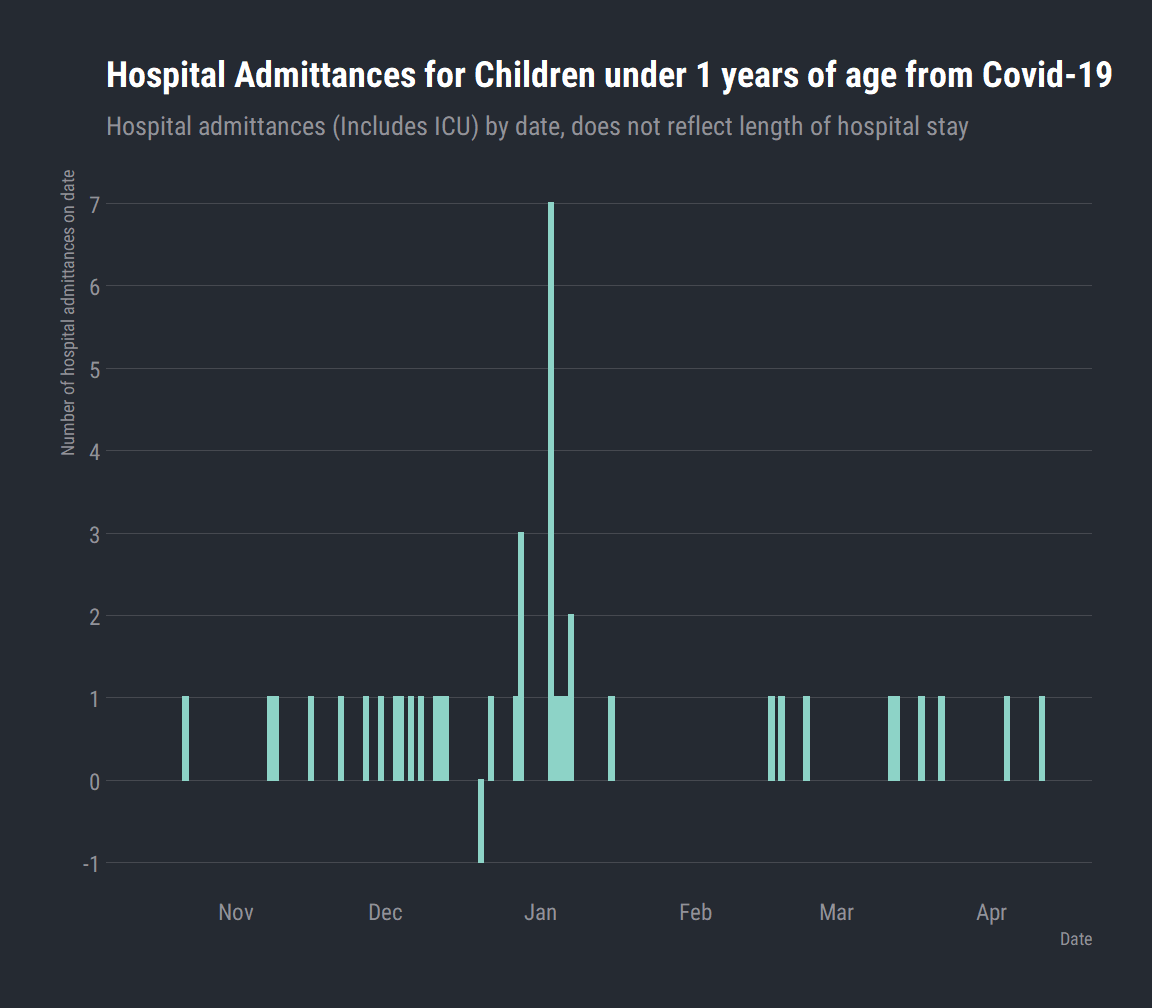 Hospital Admittances for Children under 1 years of age from Covid-19
Hospital admittances (Includes ICU) by date, does not reflect length of hospital stay
Number of hospital admittances on date
7
6
5
4
3
2
1
0
-1
Nov Dec Jan Feb Mar Apr
Date